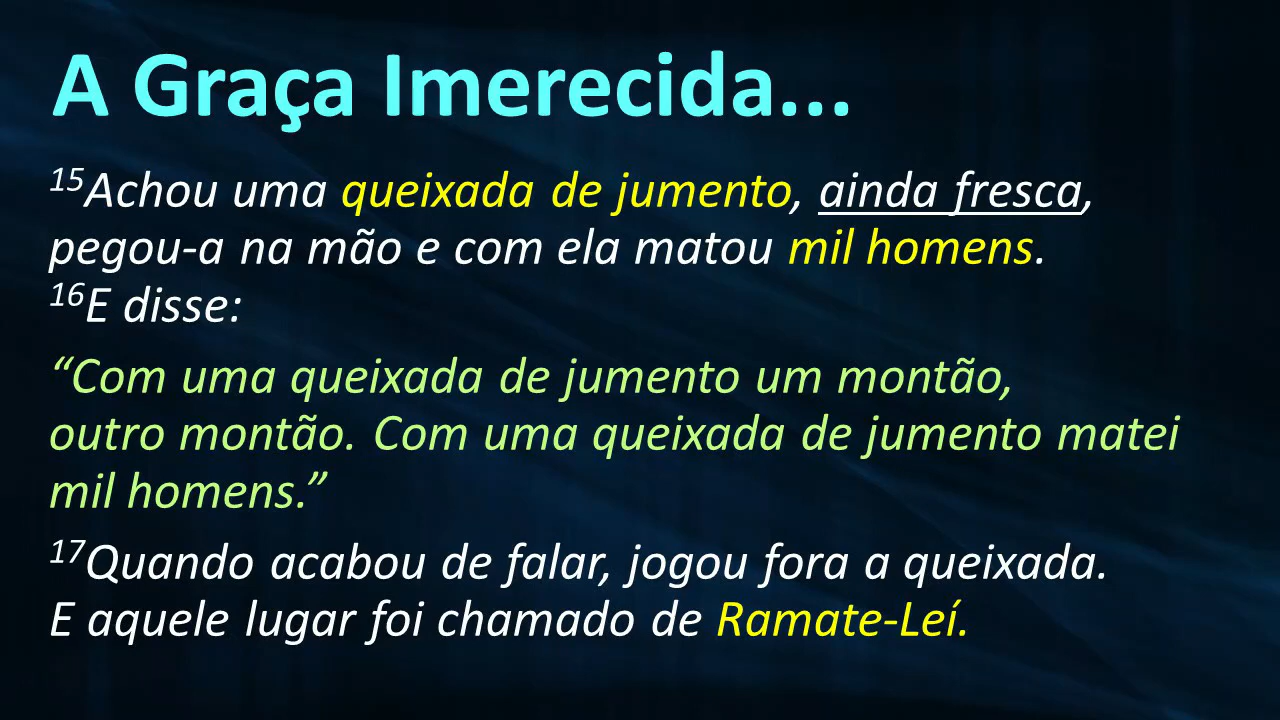 A Graça Imerecida...
15Achou uma queixada de jumento, ainda fresca,
pegou-a na mão e com ela matou mil homens.
16E disse:
“Com uma queixada de jumento um montão,
outro montão. Com uma queixada de jumento matei
mil homens.”
17Quando acabou de falar, jogou fora a queixada.
E aquele lugar foi chamado de Ramate-Leí.